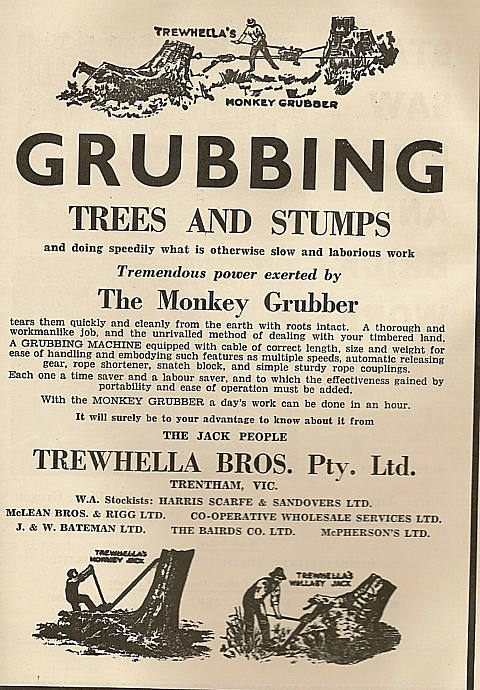 TREWHELLA'S
MONKEY GRUBBER
GRUBBING
TREES AND STUMPS
and doing speedily what is otherwise slow and laborious work
Tremendous power exerted by
The Monkey Grubber
tears them quickly and cleanly from the earth with roots intact. A thorough and
workmanlike job, and the unrivalled method of dealing with your timbered land.
A GRUBBING MACHINE equipped with cable of correct length, size and weight for
ease of handling and embodying such features as multiple speeds, automatic releasing
gear, rope shortener, snatch block, and simple sturdy rope couplings.
Each one a time saver and a labour saver, and to which the effectiveness gained by
portability and ease of operation must be added.
With the MONKEY GRUBBER a day's work can be done in an hour.
It will surely be to your advantage to know about it from
THE JACK PEOPLE
TREWHELLA BROS. Pty. Ltd.
TRENTHAM, VIC.
W.A. Stockists: HARRIS SCARFE & SANDOVERS LTD.
McLEAN BROS. & RIGG LTD. CO-OPERATIVE WHOLESALE SERVICES LTD.
J. & W. BATEMAN LTD. THE BAIRDS CO. LTD. McPHERSON'S LTD.
TREWHELLA'S
MONKEY JACK
TREWHELLA'S
WALLABY JACK